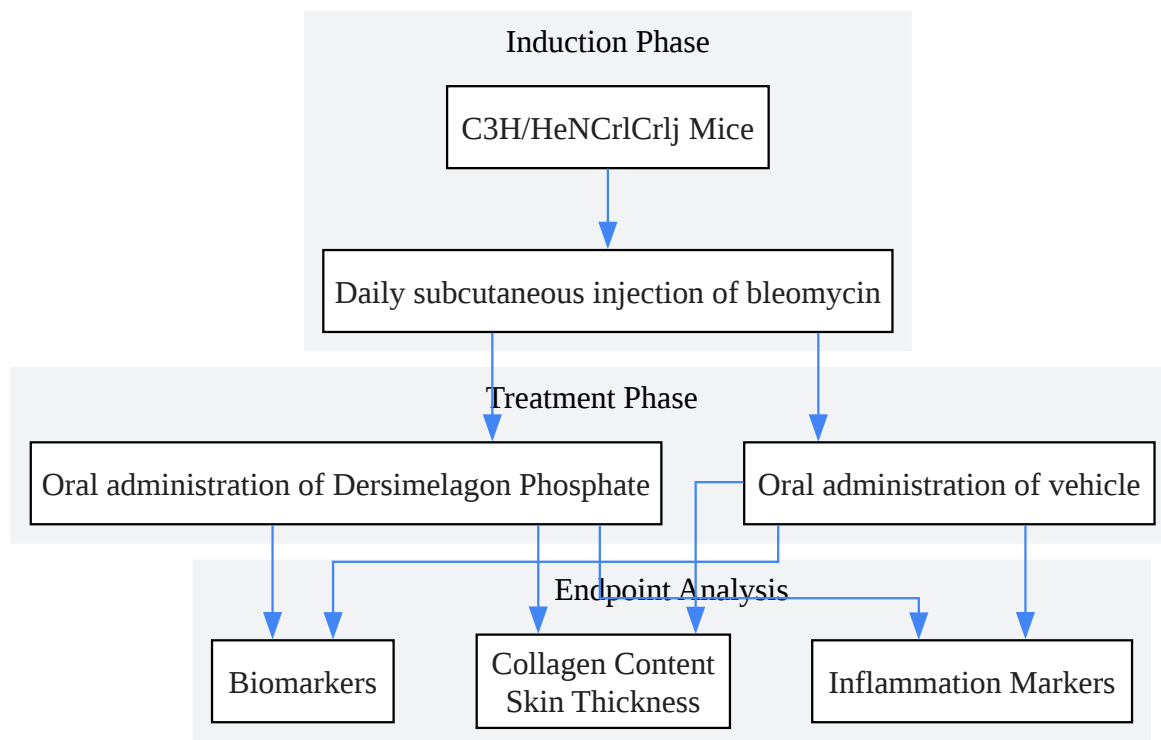 Induction Phase
C3H/HeNCrlCrlj Mice
Daily subcutaneous injection of bleomycin
Treatment Phase
Oral administration of Dersimelagon Phosphate
Oral administration of vehicle
Endpoint Analysis
Biomarkers
Collagen Content
Skin Thickness
Inflammation Markers